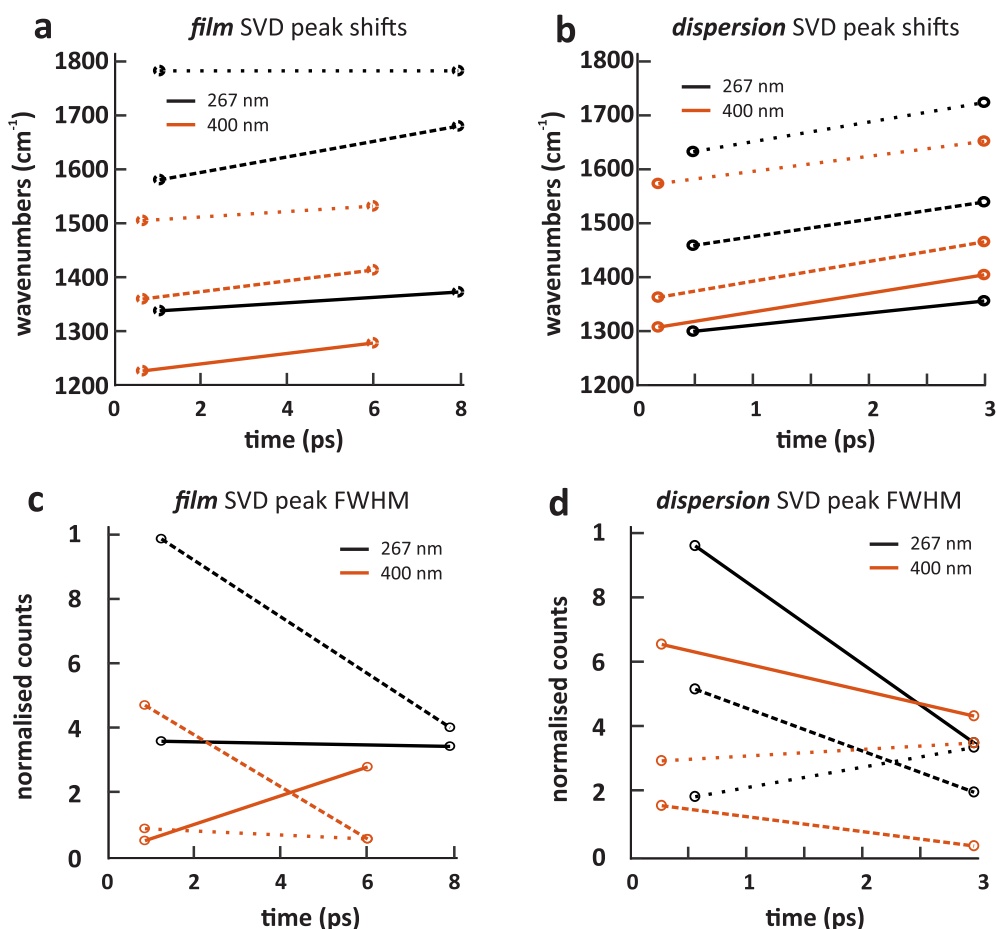 a
film SVD peak shifts
1800
1700
1600
1500
1400
1300
1200
wavenumbers (cm⁻¹)
267 nm
400 nm
0 2 4 6 8
time (ps)
b
dispersion SVD peak shifts
1800
1700
1600
1500
1400
1300
1200
wavenumbers (cm⁻¹)
267 nm
400 nm
0 1 2 3
time (ps)
c
film SVD peak FWHM
1
8
6
4
2
0
normalised counts
267 nm
400 nm
0 2 4 6 8
time (ps)
d
dispersion SVD peak FWHM
1
8
6
4
2
0
normalised counts
267 nm
400 nm
0 1 2 3
time (ps)